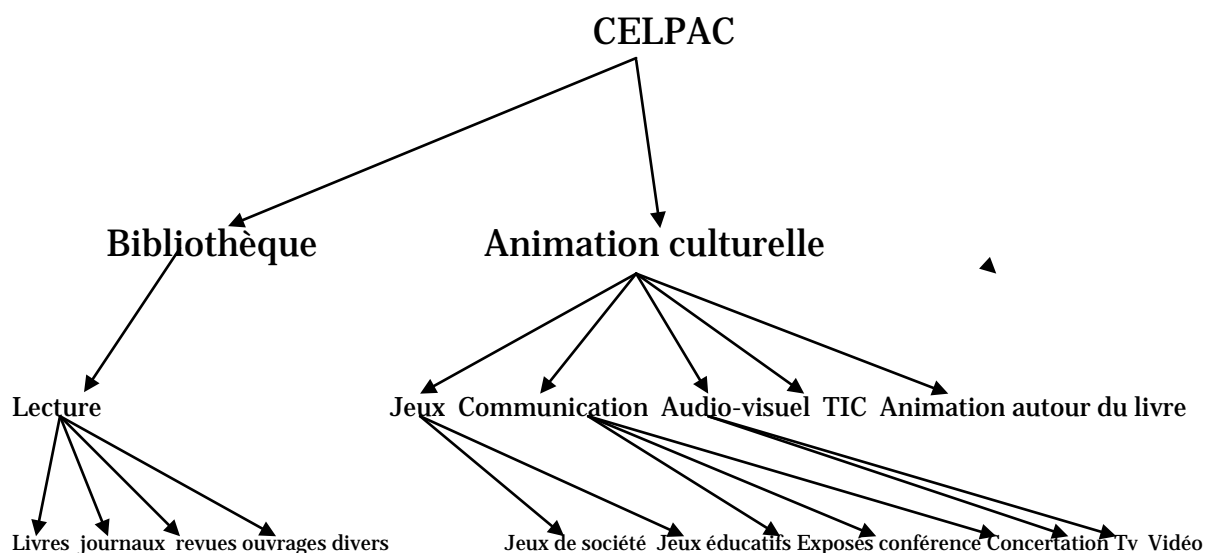 CELPAC
Bibliothèque Animation culturelle
Lecture Jeux Communication Audio-visuel TIC Animation autour du livre
Livres journaux revues ouvrages divers Jeux de société Jeux éducatifs Exposés conférence Concertation Tv Vidéo